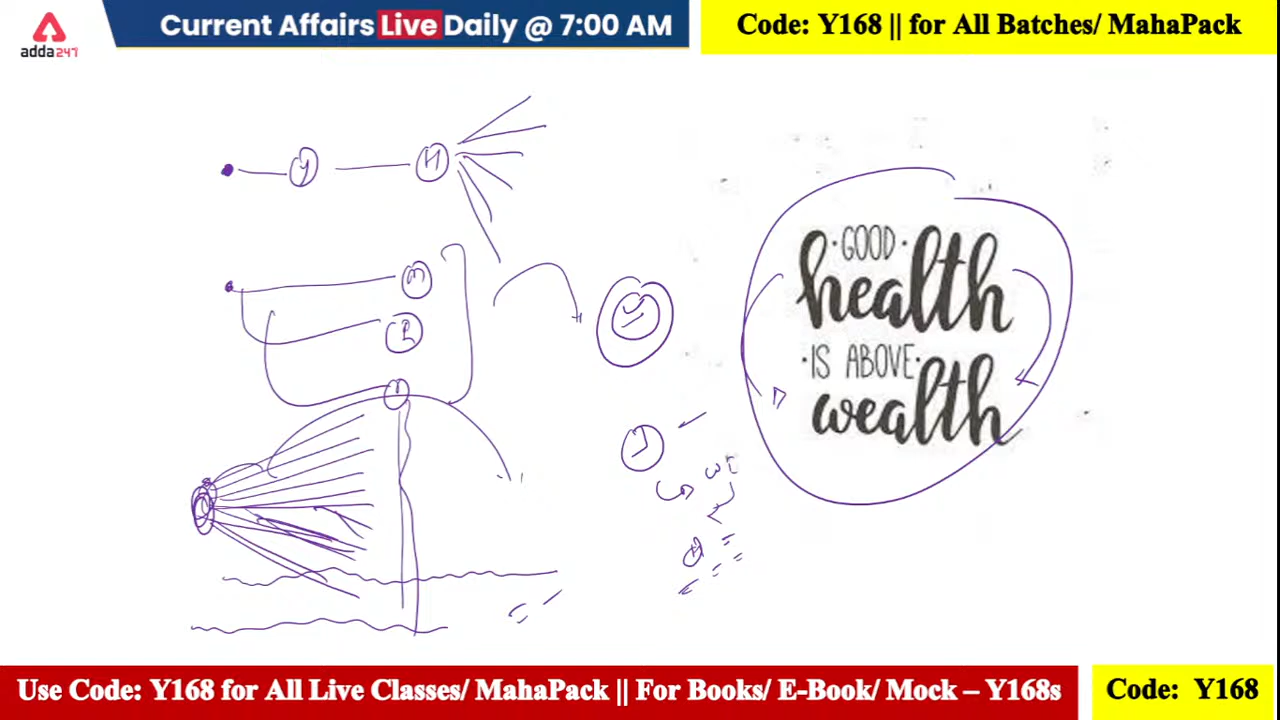 adda247
Current Affairs Live Daily @ 7:00 AM
Code: Y168 || for All Batches/ MahaPack
Y
H
M
· GOOD ·
health
· IS ABOVE ·
wealth
Use Code: Y168 for All Live Classes/ MahaPack || For Books/ E-Book/ Mock – Y168s
Code: Y168